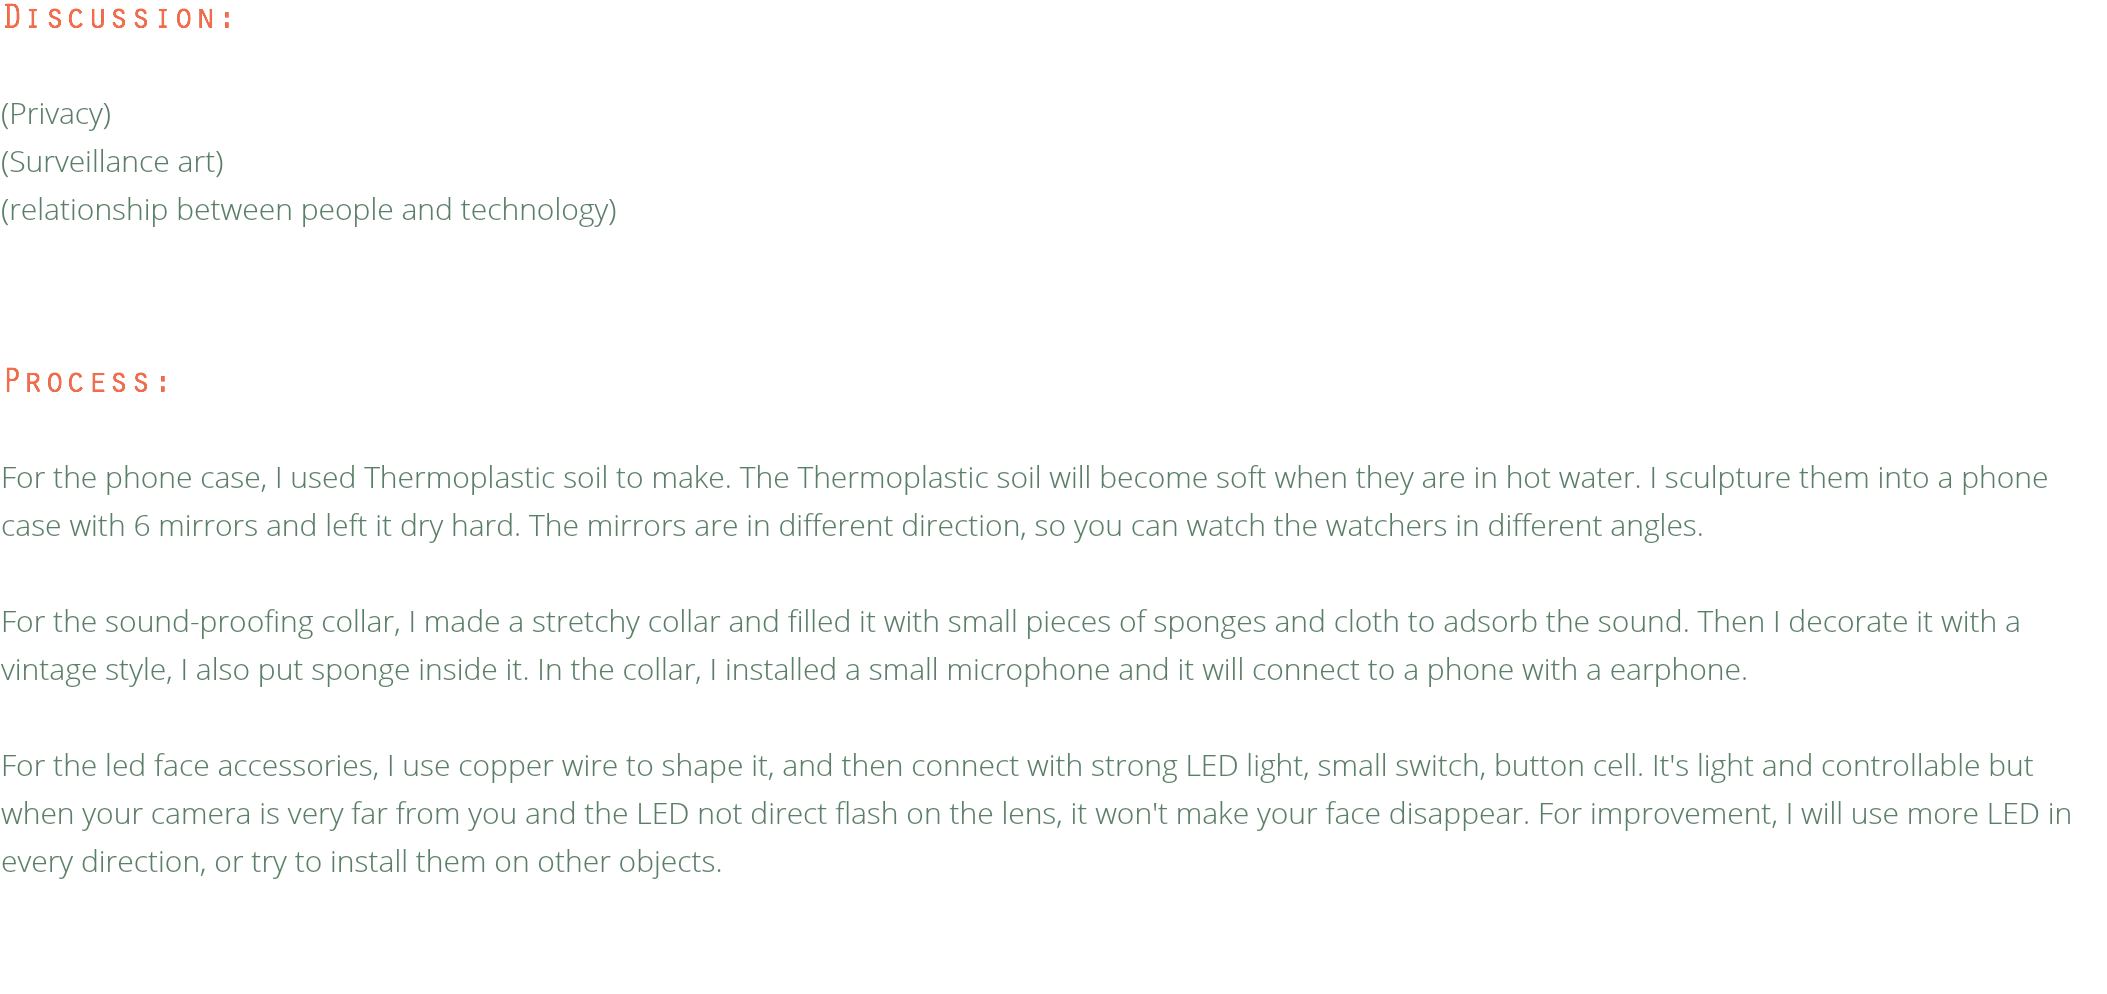 Discussion:
(Privacy)
(Surveillance art)
(relationship between people and technology)
Process:
For the phone case, I used Thermoplastic soil to make. The Thermoplastic soil will become soft when they are in hot water. I sculpture them into a phone
case with 6 mirrors and left it dry hard. The mirrors are in different direction, so you can watch the watchers in different angles.
For the sound-proofing collar, I made a stretchy collar and filled it with small pieces of sponges and cloth to adsorb the sound. Then I decorate it with a
vintage style, I also put sponge inside it. In the collar, I installed a small microphone and it will connect to a phone with a earphone.
For the led face accessories, I use copper wire to shape it, and then connect with strong LED light, small switch, button cell. It's light and controllable but
when your camera is very far from you and the LED not direct flash on the lens, it won't make your face disappear. For improvement, I will use more LED in
every direction, or try to install them on other objects.